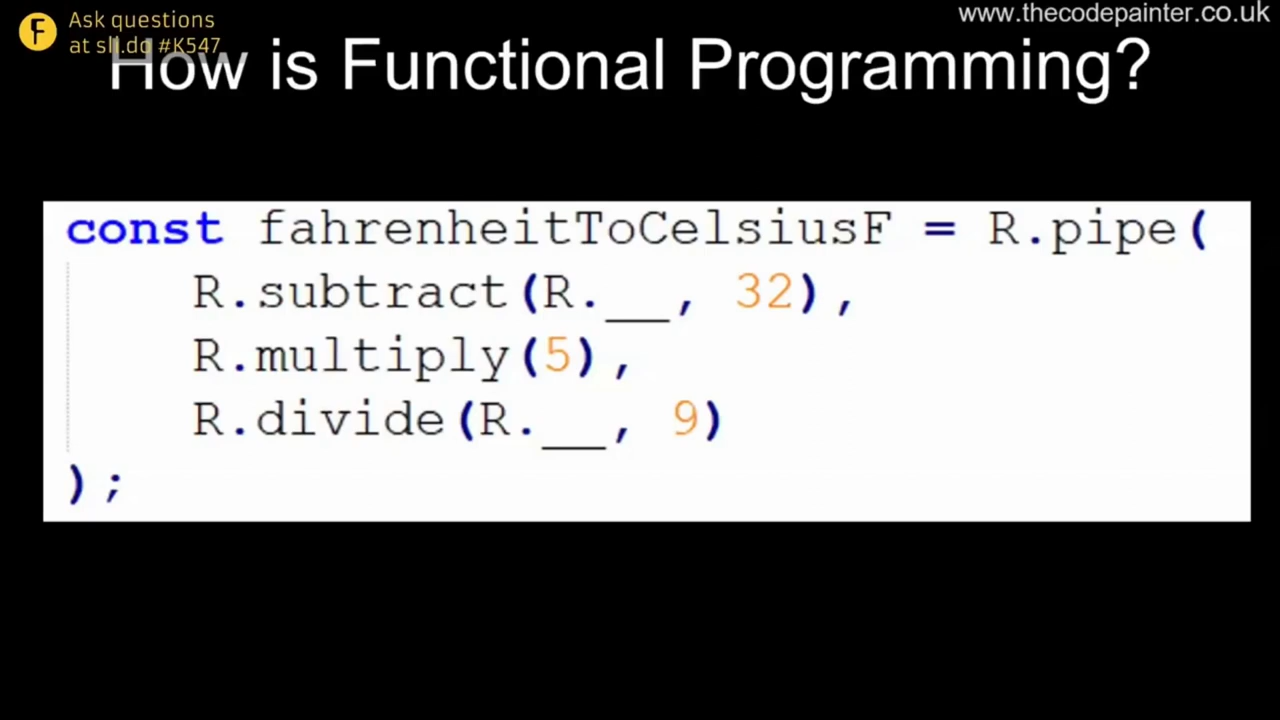 Ask questions
at sli.do #K547
www.thecodepainter.co.uk
How is Functional Programming?
const fahrenheitToCelsiusF = R.pipe(
R.subtract(R.__, 32),
R.multiply(5),
R.divide(R.__, 9)
);